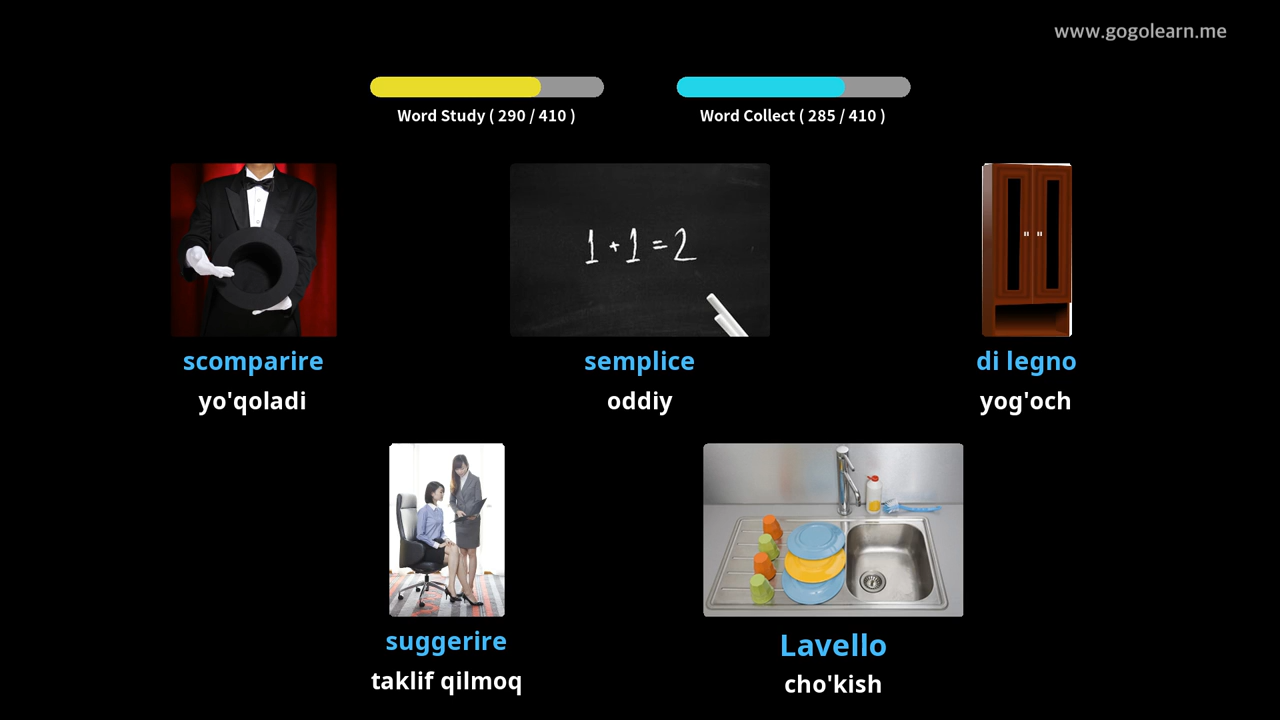 www.gogolearn.me
Word Study ( 290 / 410 )
Word Collect ( 285 / 410 )
1 + 1 = 2
scomparire
semplice
di legno
yo'qoladi
oddiy
yog'och
suggerire
Lavello
taklif qilmoq
cho'kish